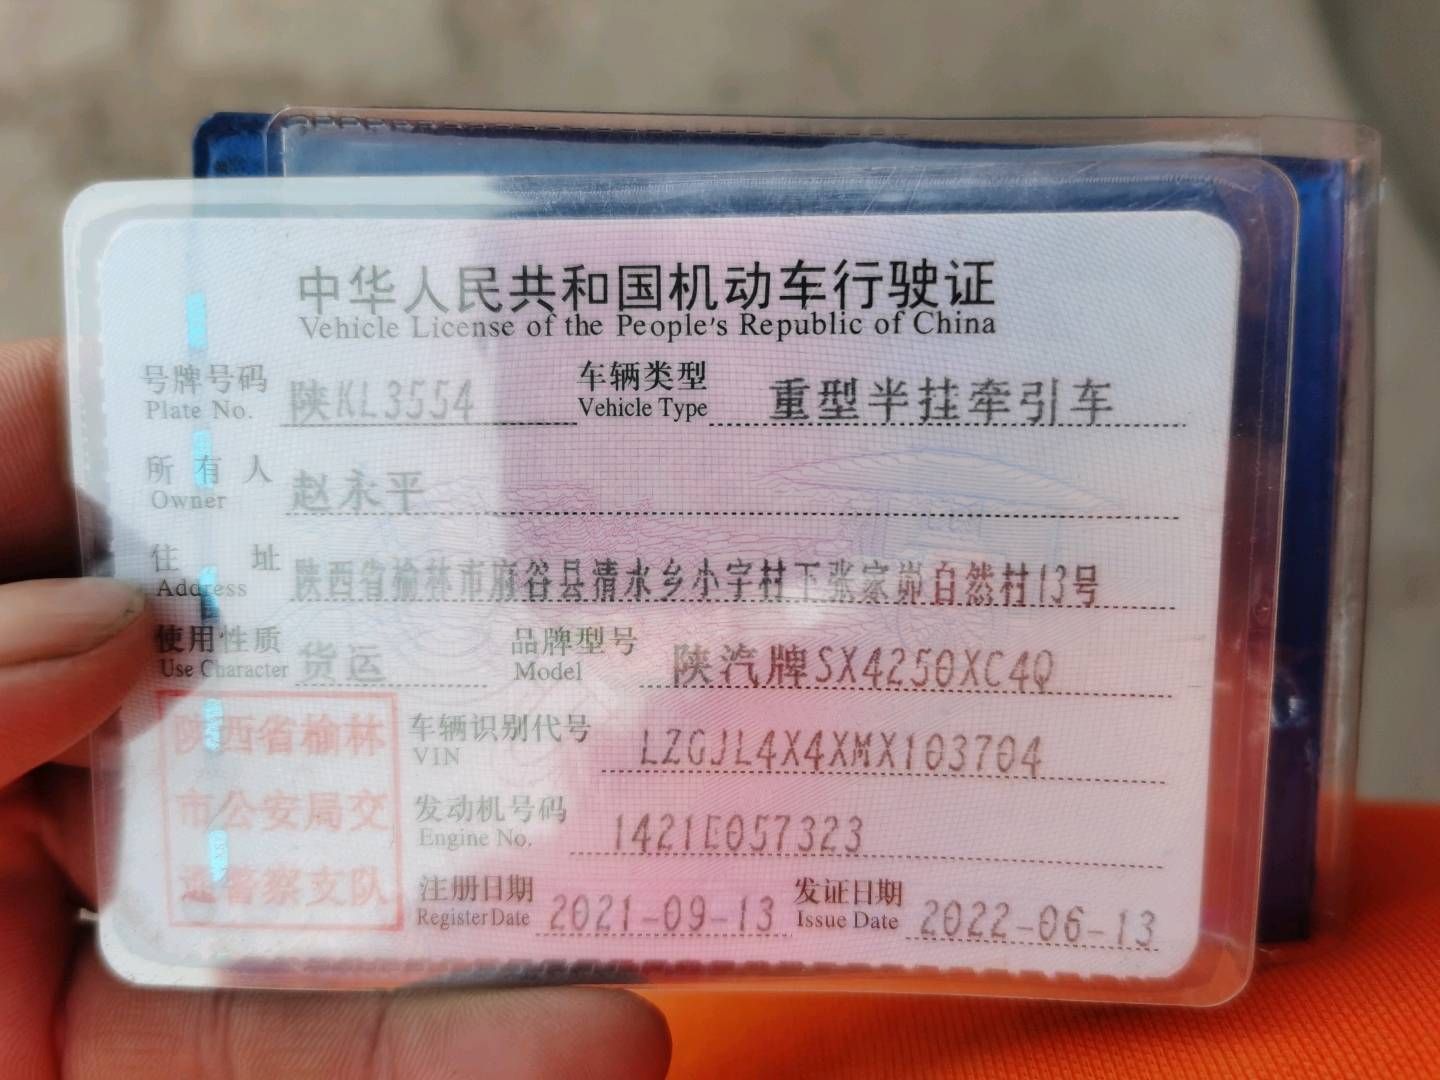 中华人民共和国机动车行驶证
Vehicle License of the People's Republic of China
号牌号码 陕KL3554 车辆类型 重型半挂牵引车
Plate No. Vehicle Type
所有人 赵永平
Owner
住址 陕西省榆林市府谷县清水乡小字村下张家峁自然村13号
Address
使用性质 货运 品牌型号 陕汽牌SX4250XC4Q
Use Character Model
陕西省榆林 车辆识别代号 LZGJL4X4XMX103704
VIN
市公安局交 发动机号码 1421E057323
Engine No.
通警察支队 注册日期 2021-09-13 发证日期 2022-06-13
Register Date Issue Date